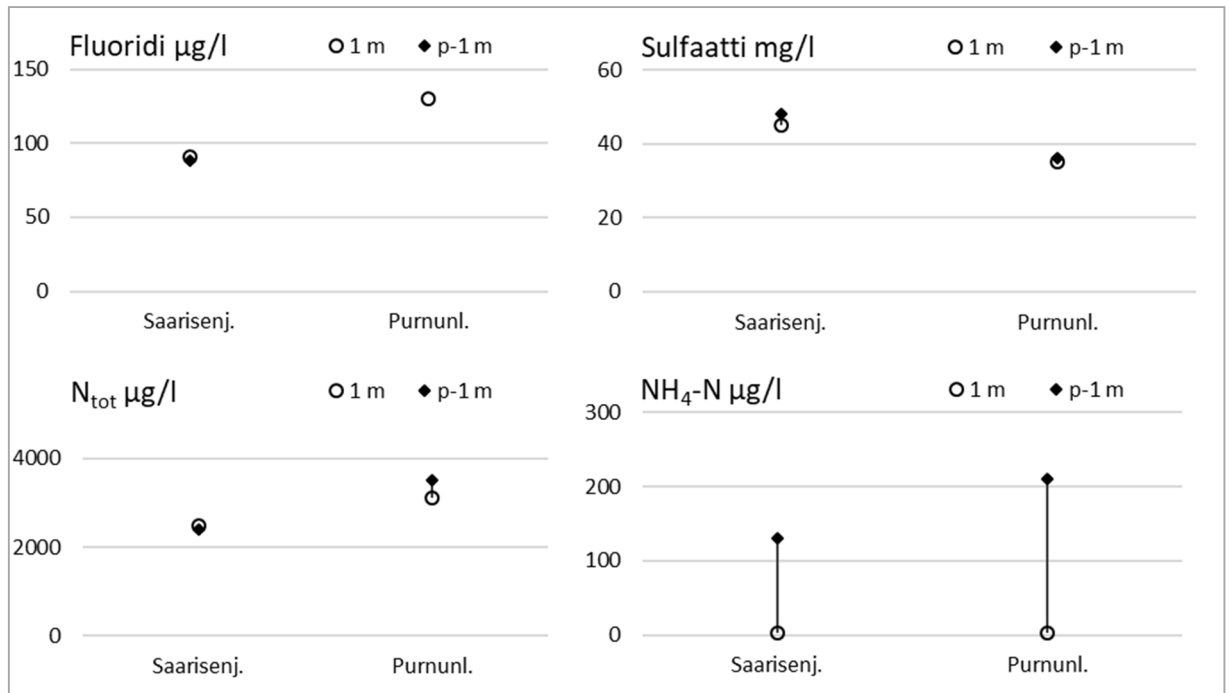 Fluoridi µg/l
1 m
p-1 m
150
100
50
0
Saarisenj.
Purnunl.
Sulfaatti mg/l
1 m
p-1 m
60
40
20
0
Saarisenj.
Purnunl.
Ntot µg/l
1 m
p-1 m
4000
2000
0
Saarisenj.
Purnunl.
NH4-N µg/l
1 m
p-1 m
300
200
100
0
Saarisenj.
Purnunl.